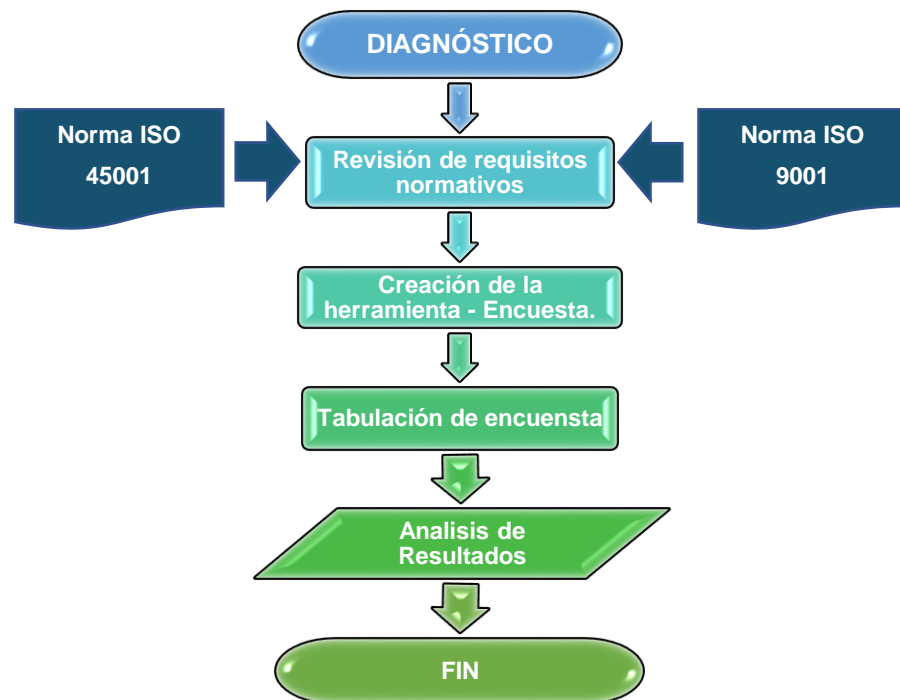 DIAGNÓSTICO
Norma ISO
45001
Revisión de requisitos
normativos
Norma ISO
9001
Creación de la
herramienta - Encuesta.
Tabulación de encuensta
Analisis de
Resultados
FIN